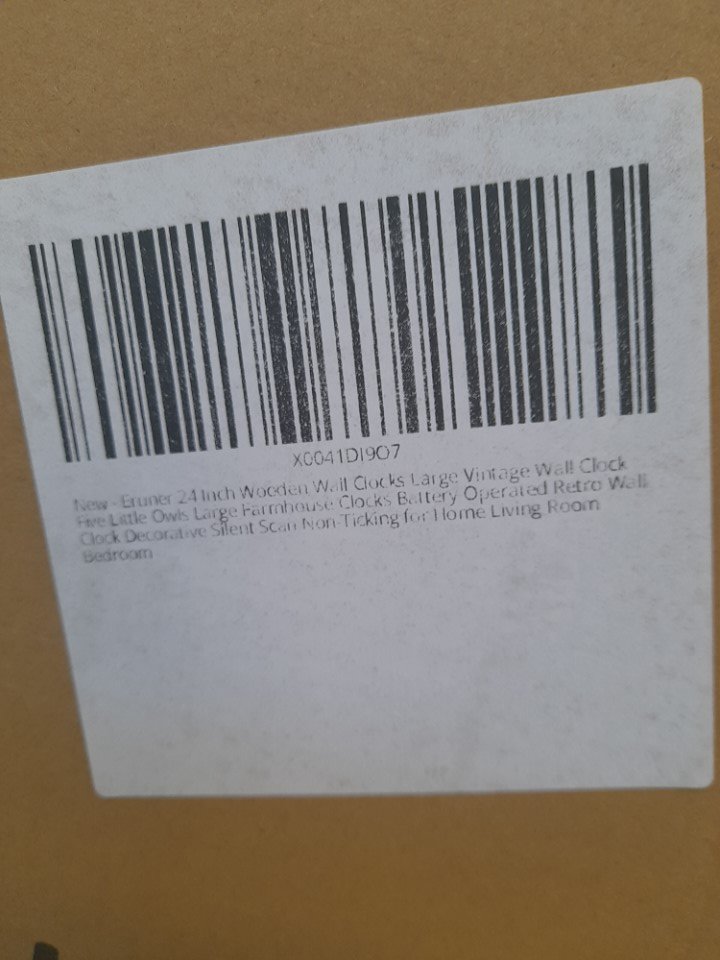 X0041DI9O7
New - Eruner 24 Inch Wooden Wall Clocks Large Vintage Wall Clock
Five Little Owls Large Farmhouse Clocks Battery Operated Retro Wall
Clock Decorative Silent Scan Non-Ticking for Home Living Room
Bedroom